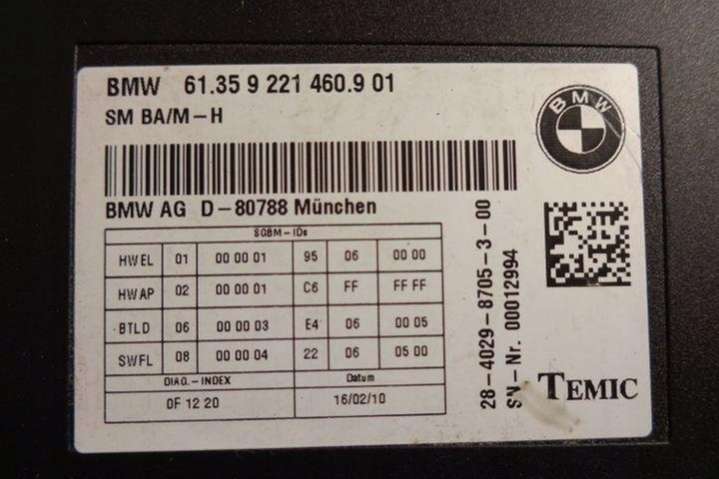 BMW 61.35 9 221 460.9 01
SM BA/M-H
BMW
BMW AG D-80788 München
SGBM-IDs
HWEL 01 00 00 01 95 06 00 00
HWAP 02 00 00 01 C6 FF FF FF
BTLD 06 00 00 03 E4 06 00 05
SWFL 08 00 00 04 22 06 05 00
DIAG.-INDEX Datum
0F 12 20 16/02/10
28-4029-8705-3-00
SN-Nr. 00012994
TEMIC